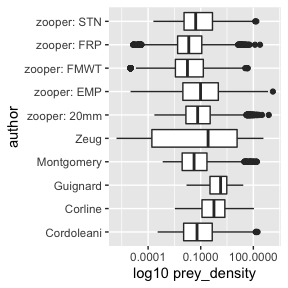 author
zooper: STN
zooper: FRP
zooper: FMWT
zooper: EMP
zooper: 20mm
Zeug
Montgomery
Guignard
Corline
Cordoleani
0.0001 0.1000 100.0000
log10 prey_density